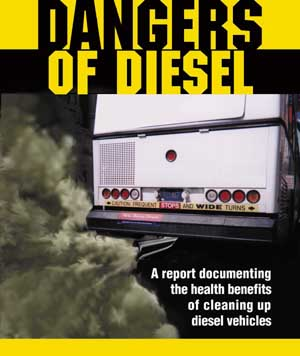 DANGERS
OF DIESEL
CAUTION FREQUENT STOPS AND WIDE TURNS
A report documenting
the health benefits
of cleaning up
diesel vehicles